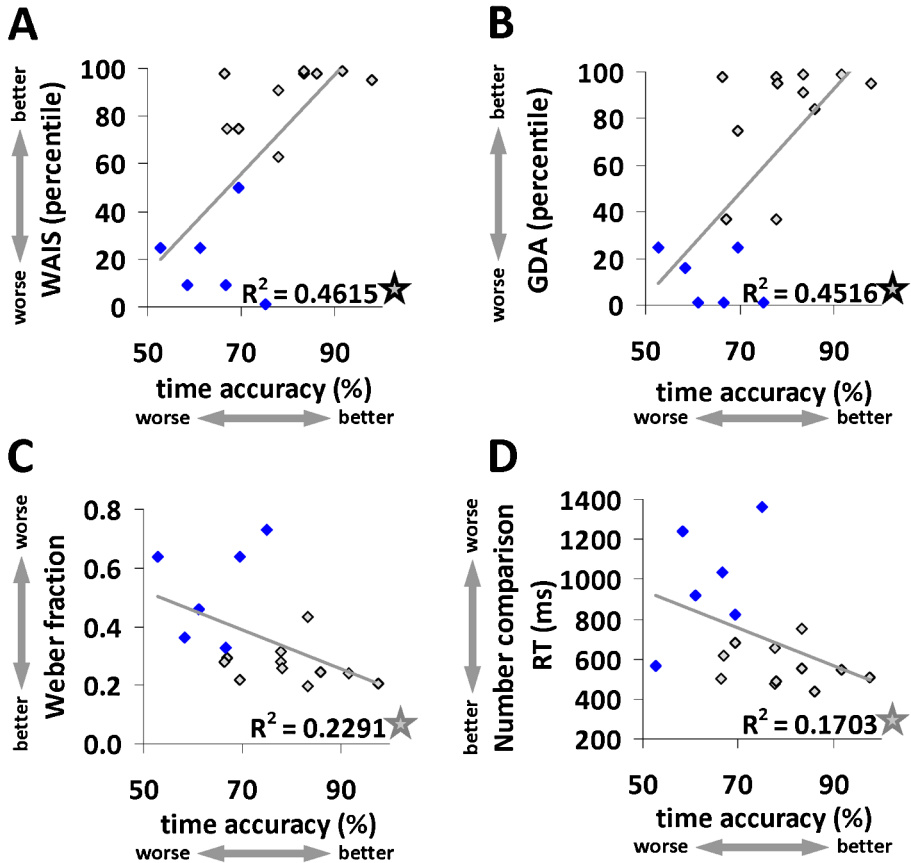 A
better
worse
WAIS (percentile)
100
80
60
40
20
0
R² = 0.4615
50 70 90
time accuracy (%)
worse better
B
better
worse
GDA (percentile)
100
80
60
40
20
0
R² = 0.4516
50 70 90
time accuracy (%)
worse better
C
worse
better
Weber fraction
0.8
0.6
0.4
0.2
0.0
R² = 0.2291
50 70 90
time accuracy (%)
worse better
D
worse
better
Number comparison
RT (ms)
1400
1200
1000
800
600
400
200
R² = 0.1703
50 70 90
time accuracy (%)
worse better